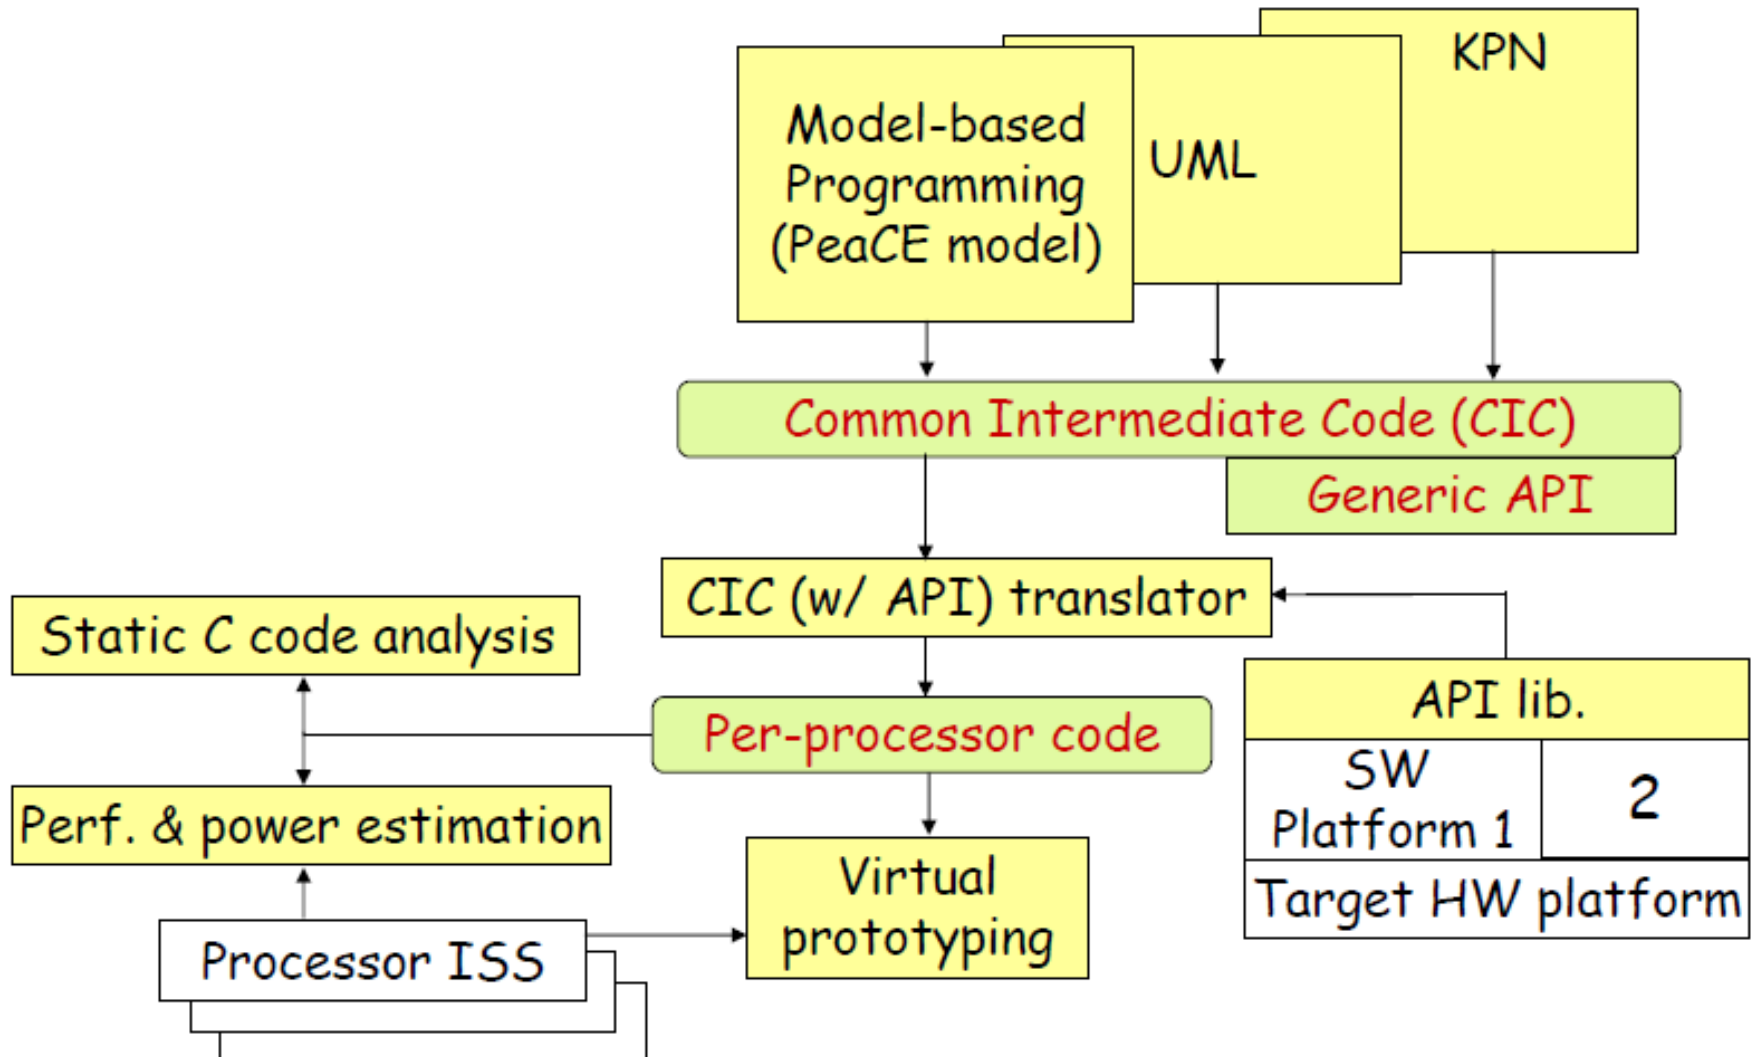 KPN
Model-based
Programming
(PeaCE model)
UML
Common Intermediate Code (CIC)
Generic API
CIC (w/ API) translator
Static C code analysis
API lib.
Per-processor code
SW
Platform 1
2
Perf. & power estimation
Virtual
prototyping
Target HW platform
Processor ISS